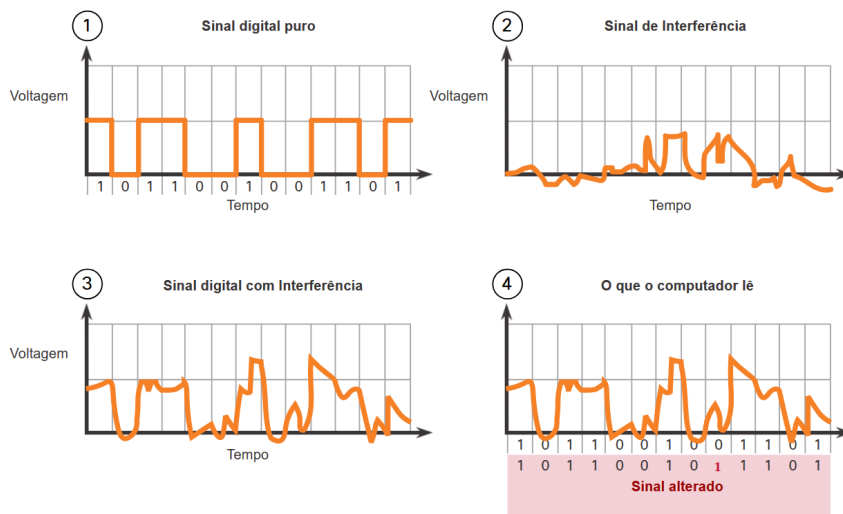 1
Sinal digital puro
Voltagem
1 0 1 1 0 0 1 0 0 1 1 0 1
Tempo
2
Sinal de Interferência
Voltagem
Tempo
3
Sinal digital com Interferência
Voltagem
Tempo
4
O que o computador lê
1 0 1 1 0 0 1 0 0 1 1 0 1
1 0 1 1 0 0 1 0 1 1 1 0 1
Sinal alterado